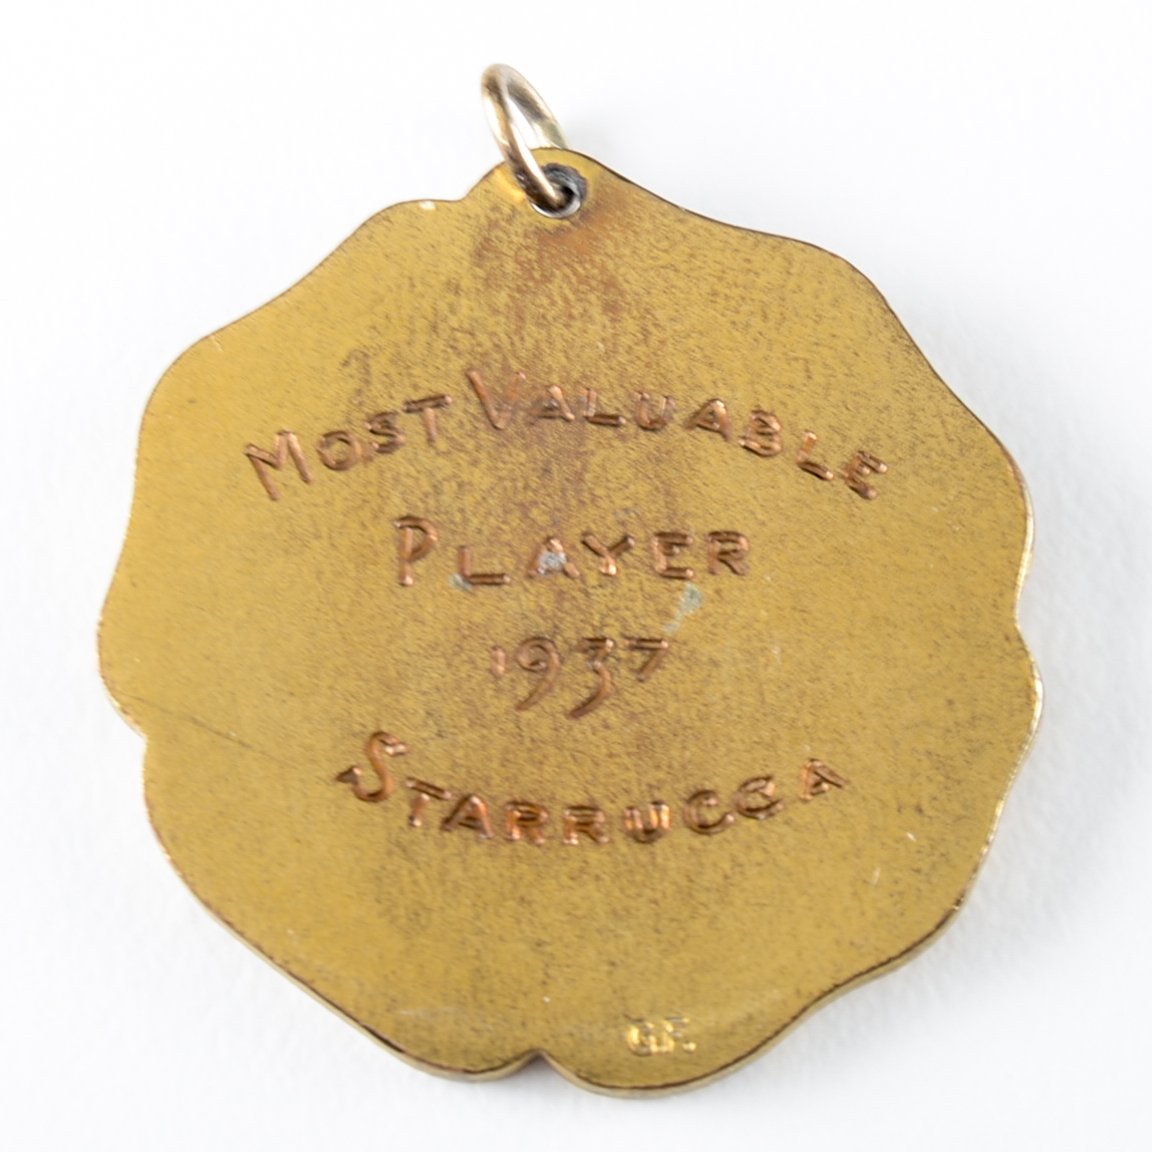 MOST VALUABLE
PLAYER
1937
STARRUCCA
G.F.